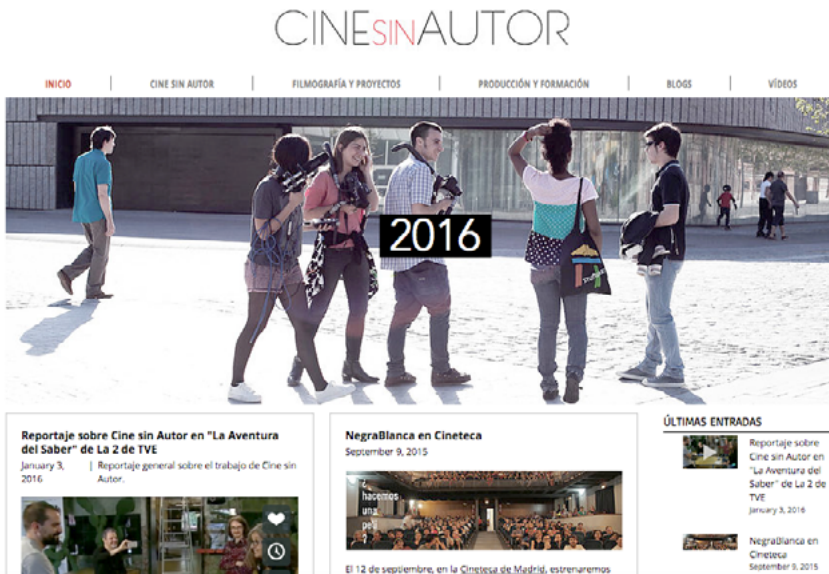 CINESINAUTOR
INICIO
CINE SIN AUTOR
FILMOGRAFÍA Y PROYECTOS
PRODUCCIÓN Y FORMACIÓN
BLOGS
VÍDEOS
2016
Reportaje sobre Cine sin Autor en "La Aventura
del Saber" de La 2 de TVE
January 3,
2016
| Reportaje general sobre el trabajo de Cine sin
Autor.
NegraBlanca en Cineteca
September 9, 2015
¿
hacemos
una
peli
?
El 12 de septiembre, en la Cineteca de Madrid, estrenaremos
ÚLTIMAS ENTRADAS
Reportaje sobre
Cine sin Autor en
"La Aventura del
Saber" de La 2 de
TVE
January 3, 2016
NegraBlanca en
Cineteca
September 9, 2015